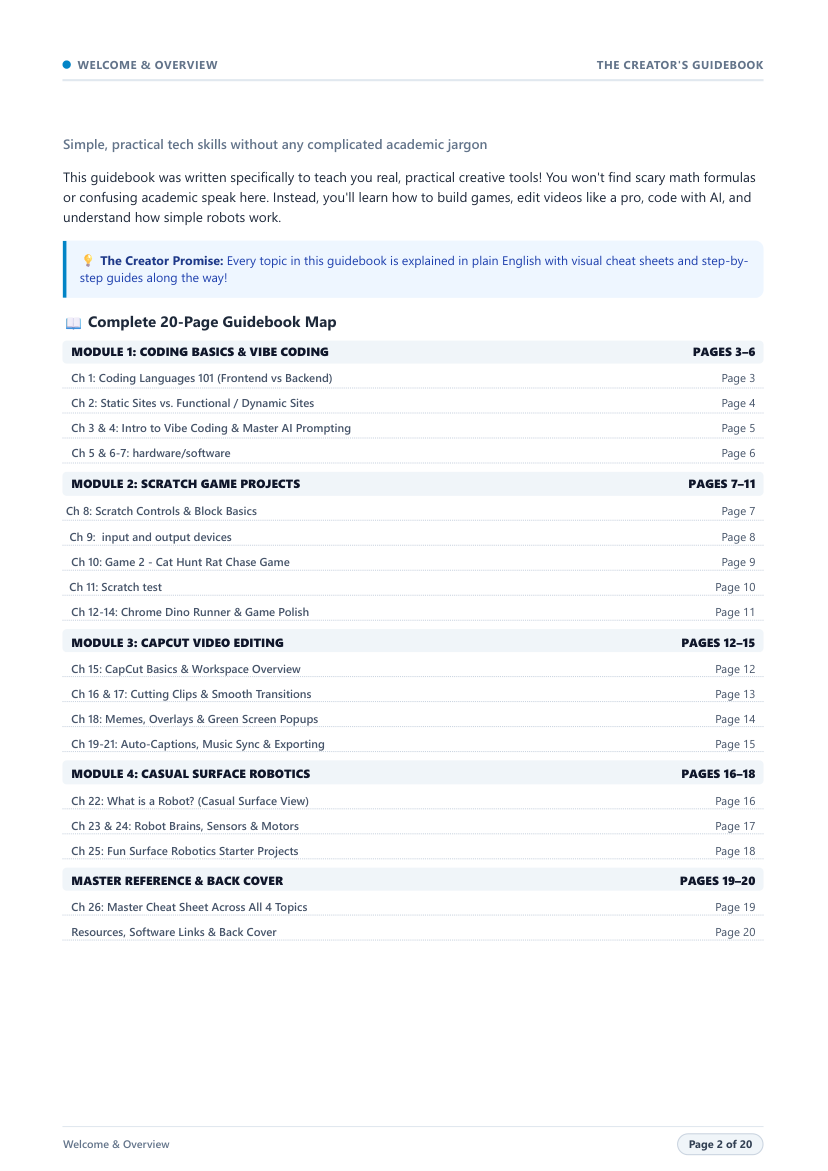 WELCOME & OVERVIEW THE CREATOR'S GUIDEBOOK
Simple, practical tech skills without any complicated academic jargon
This guidebook was written specifically to teach you real, practical creative tools! You won't find scary math formulas
or confusing academic speak here. Instead, you'll learn how to build games, edit videos like a pro, code with AI, and
understand how simple robots work.
💡 The Creator Promise: Every topic in this guidebook is explained in plain English with visual cheat sheets and step-by-
step guides along the way!
📖 Complete 20-Page Guidebook Map
MODULE 1: CODING BASICS & VIBE CODING PAGES 3–6
Ch 1: Coding Languages 101 (Frontend vs Backend) Page 3
Ch 2: Static Sites vs. Functional / Dynamic Sites Page 4
Ch 3 & 4: Intro to Vibe Coding & Master AI Prompting Page 5
Ch 5 & 6-7: hardware/software Page 6
MODULE 2: SCRATCH GAME PROJECTS PAGES 7–11
Ch 8: Scratch Controls & Block Basics Page 7
Ch 9:  input and output devices Page 8
Ch 10: Game 2 - Cat Hunt Rat Chase Game Page 9
Ch 11: Scratch test Page 10
Ch 12-14: Chrome Dino Runner & Game Polish Page 11
MODULE 3: CAPCUT VIDEO EDITING PAGES 12–15
Ch 15: CapCut Basics & Workspace Overview Page 12
Ch 16 & 17: Cutting Clips & Smooth Transitions Page 13
Ch 18: Memes, Overlays & Green Screen Popups Page 14
Ch 19-21: Auto-Captions, Music Sync & Exporting Page 15
MODULE 4: CASUAL SURFACE ROBOTICS PAGES 16–18
Ch 22: What is a Robot? (Casual Surface View) Page 16
Ch 23 & 24: Robot Brains, Sensors & Motors Page 17
Ch 25: Fun Surface Robotics Starter Projects Page 18
MASTER REFERENCE & BACK COVER PAGES 19–20
Ch 26: Master Cheat Sheet Across All 4 Topics Page 19
Resources, Software Links & Back Cover Page 20
Welcome & Overview Page 2 of 20